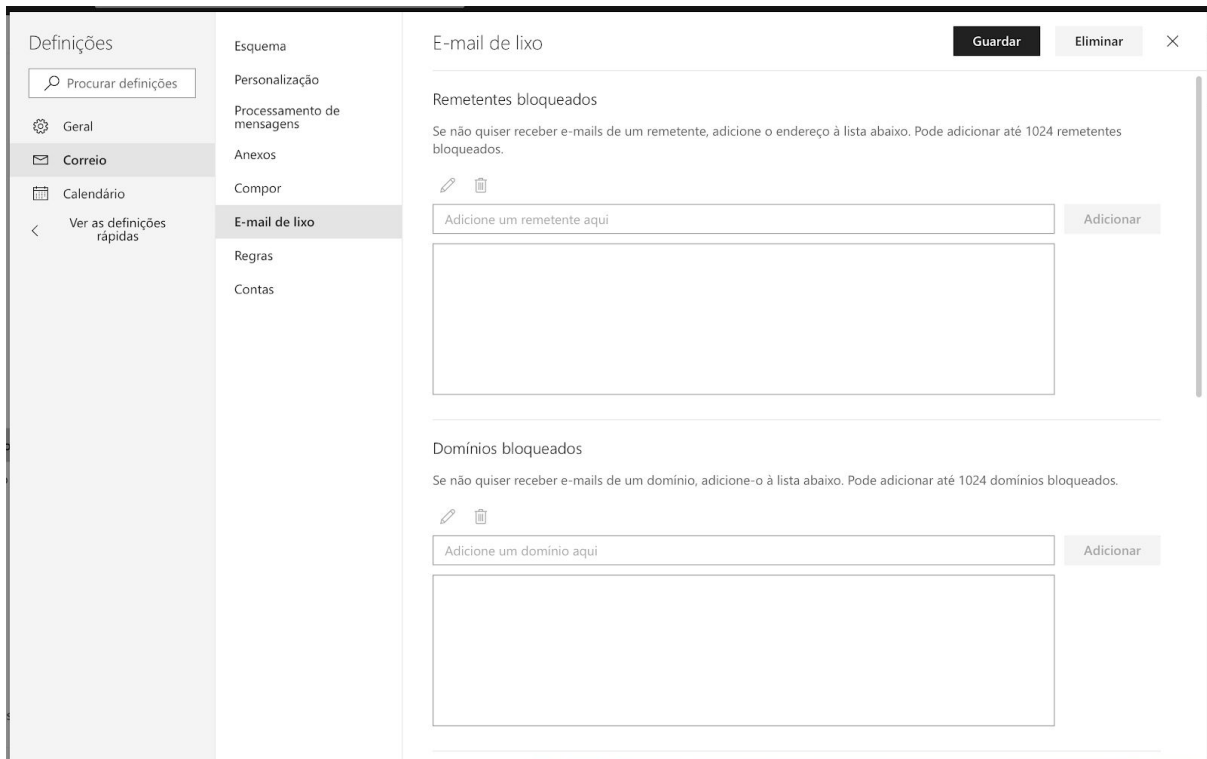 Definições
Procurar definições
Geral
Correio
Calendário
Ver as definições
rápidas
Esquema
Personalização
Processamento de
mensagens
Anexos
Compor
E-mail de lixo
Regras
Contas
E-mail de lixo
Guardar
Eliminar
Remetentes bloqueados
Se não quiser receber e-mails de um remetente, adicione o endereço à lista abaixo. Pode adicionar até 1024 remetentes
bloqueados.
Adicione um remetente aqui
Adicionar
Domínios bloqueados
Se não quiser receber e-mails de um domínio, adicione-o à lista abaixo. Pode adicionar até 1024 domínios bloqueados.
Adicione um domínio aqui
Adicionar